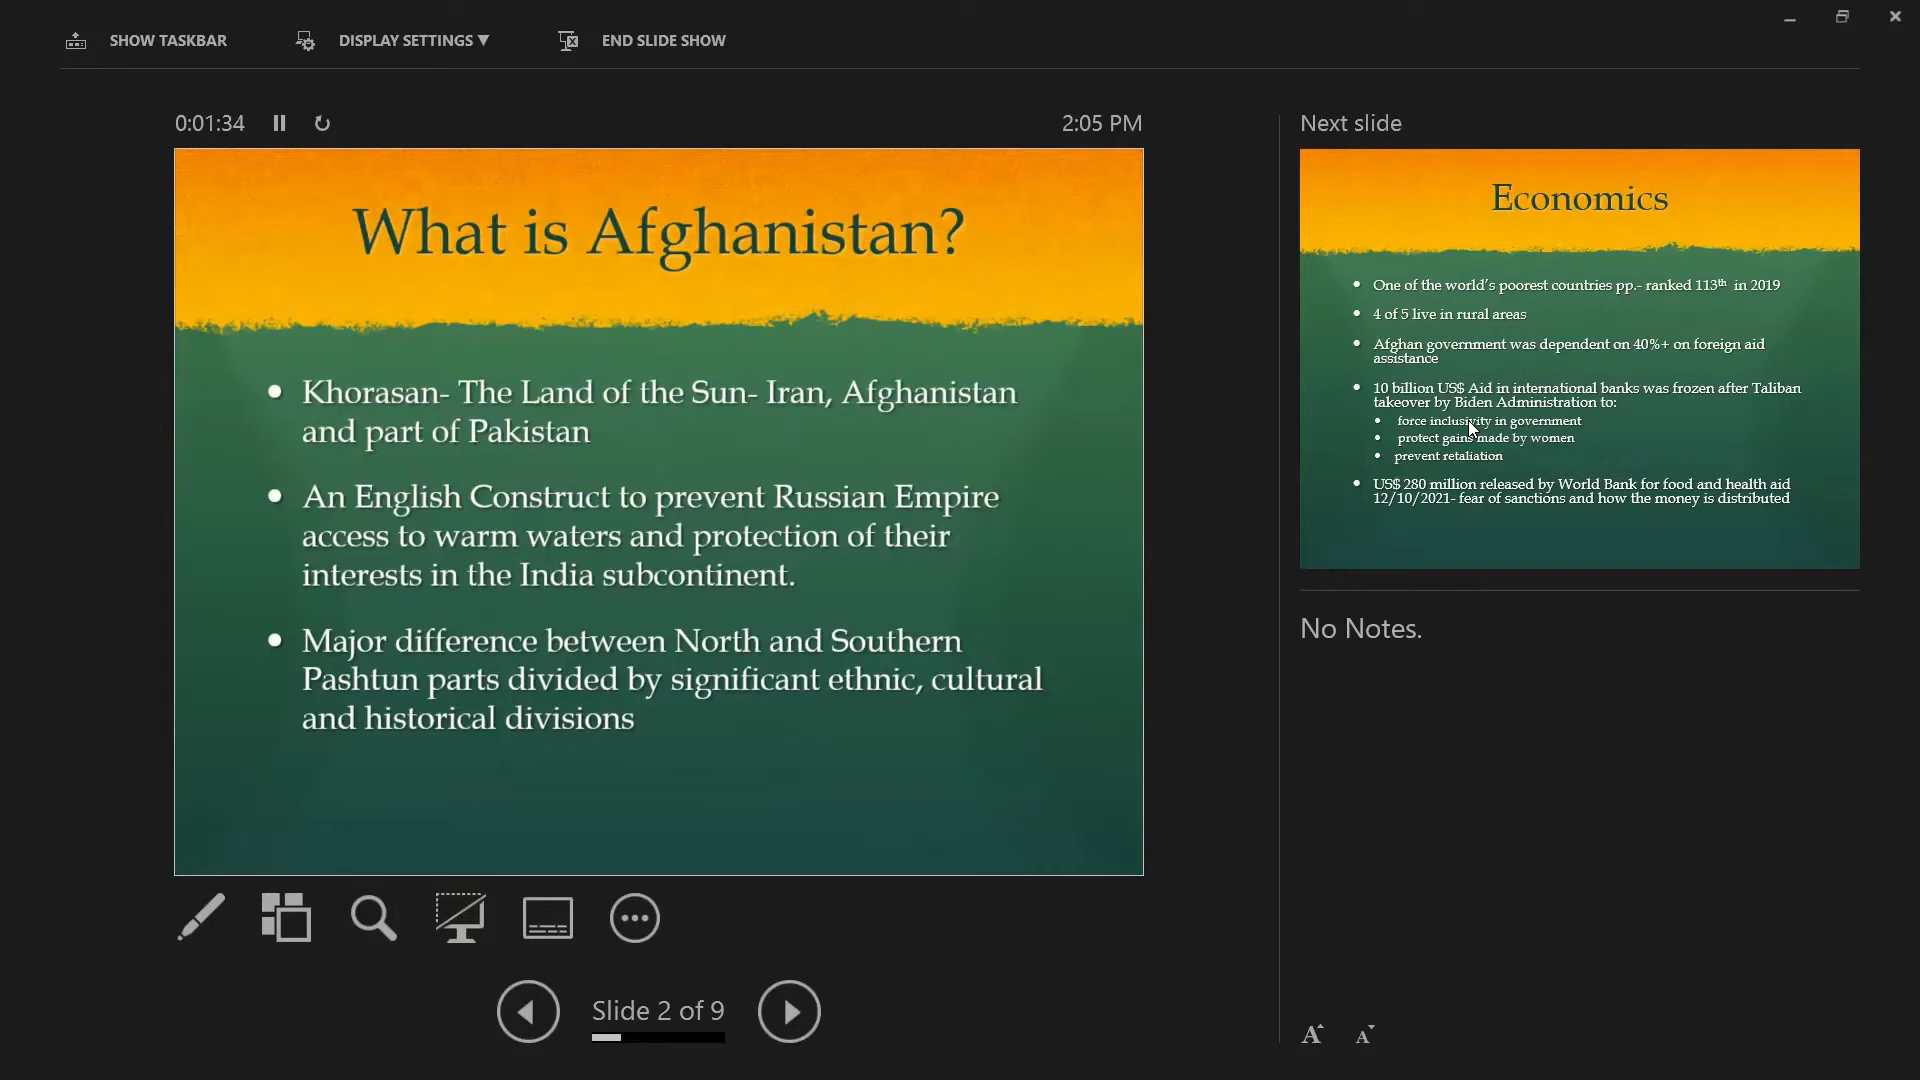 SHOW TASKBAR
DISPLAY SETTINGS ▼
END SLIDE SHOW
0:01:34
2:05 PM
What is Afghanistan?
• Khorasan- The Land of the Sun- Iran, Afghanistan
and part of Pakistan
• An English Construct to prevent Russian Empire
access to warm waters and protection of their
interests in the India subcontinent.
• Major difference between North and Southern
Pashtun parts divided by significant ethnic, cultural
and historical divisions
Slide 2 of 9
Next slide
Economics
• One of the world's poorest countries pp.- ranked 113th in 2019
• 4 of 5 live in rural areas
• Afghan government was dependent on 40%+ on foreign aid
assistance
• 10 billion US$ Aid in international banks was frozen after Taliban
takeover by Biden Administration to:
• force inclusivity in government
• protect gains made by women
• prevent retaliation
• US$ 280 million released by World Bank for food and health aid
12/10/2021- fear of sanctions and how the money is distributed
No Notes.
A A